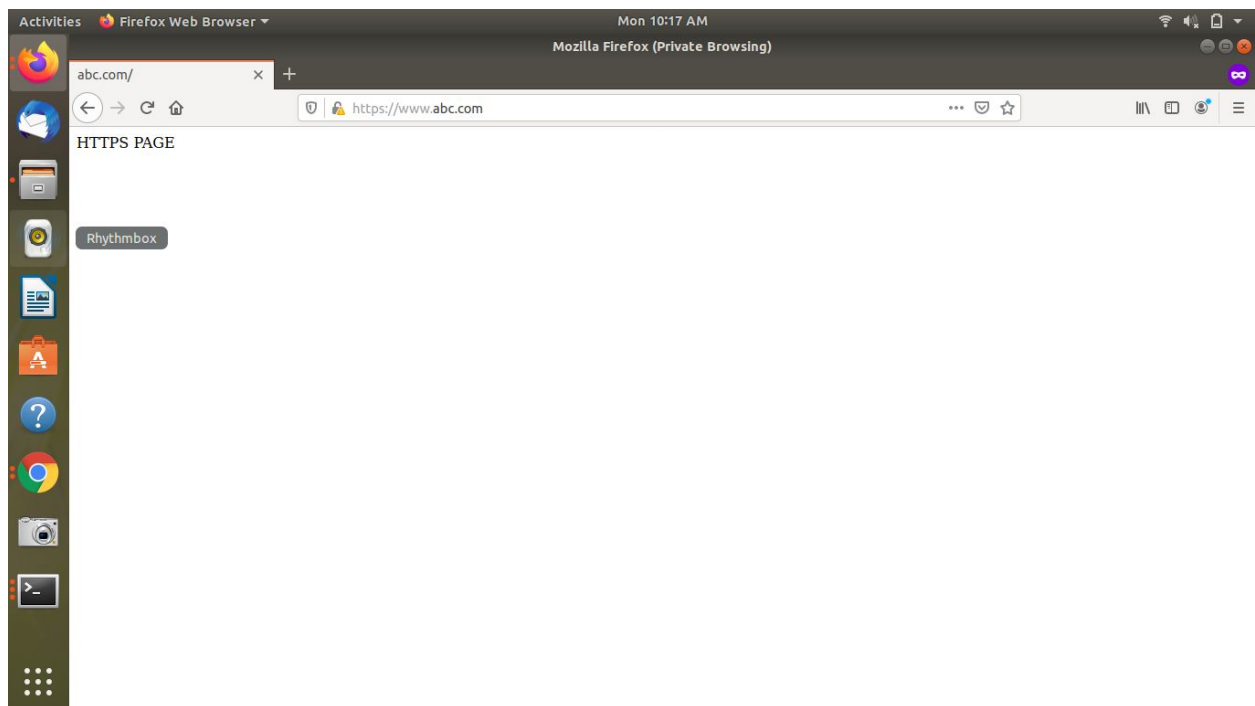 Activities Firefox Web Browser Mon 10:17 AM
Mozilla Firefox (Private Browsing)
abc.com/
https://www.abc.com
HTTPS PAGE
Rhythmbox